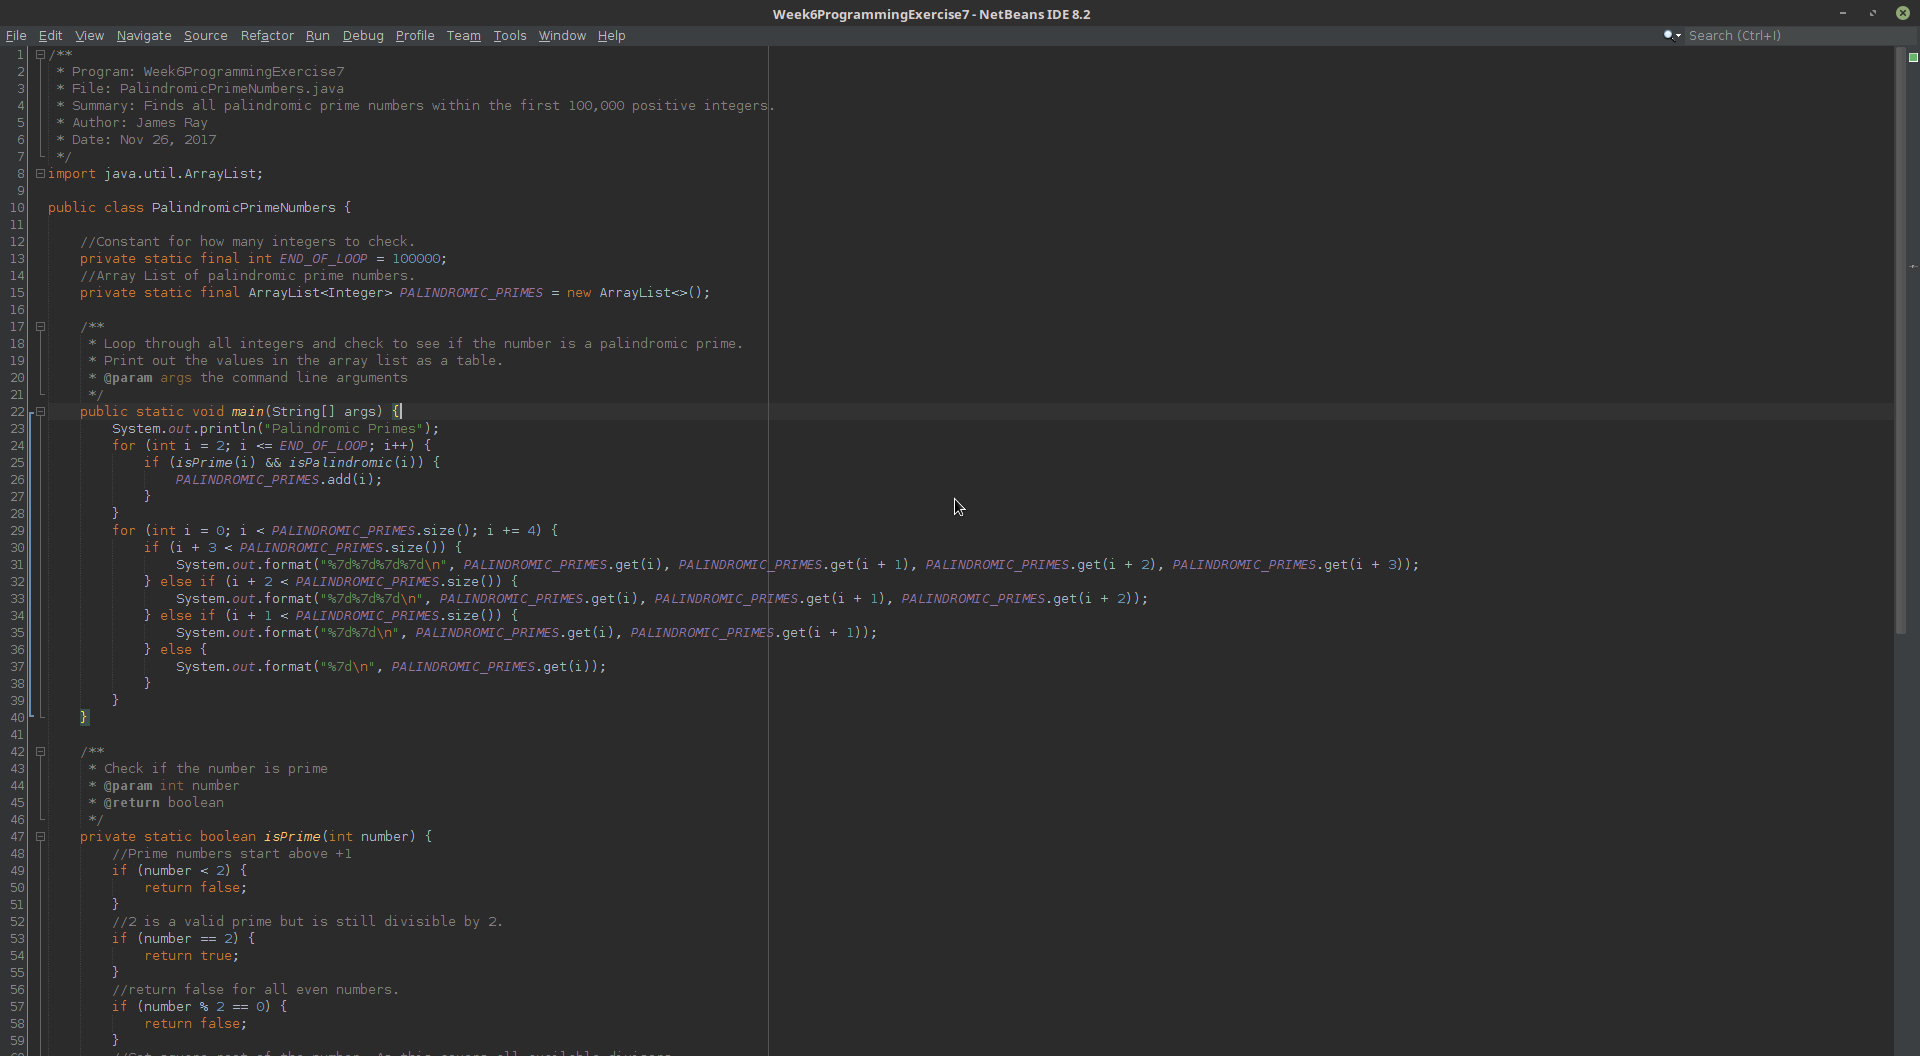 Week6ProgrammingExercise7 - NetBeans IDE 8.2
File Edit View Navigate Source Refactor Run Debug Profile Team Tools Window Help Search (Ctrl+I)
1 /**
2  * Program: Week6ProgrammingExercise7
3  * File: PalindromicPrimeNumbers.java
4  * Summary: Finds all palindromic prime numbers within the first 100,000 positive integers.
5  * Author: James Ray
6  * Date: Nov 26, 2017
7  */
8 import java.util.ArrayList;
9
10 public class PalindromicPrimeNumbers {
11
12     //Constant for how many integers to check.
13     private static final int END_OF_LOOP = 100000;
14     //Array List of palindromic prime numbers.
15     private static final ArrayList<Integer> PALINDROMIC_PRIMES = new ArrayList<>();
16
17     /**
18      * Loop through all integers and check to see if the number is a palindromic prime.
19      * Print out the values in the array list as a table.
20      * @param args the command line arguments
21      */
22     public static void main(String[] args) {
23         System.out.println("Palindromic Primes");
24         for (int i = 2; i <= END_OF_LOOP; i++) {
25             if (isPrime(i) && isPalindromic(i)) {
26                 PALINDROMIC_PRIMES.add(i);
27             }
28         }
29         for (int i = 0; i < PALINDROMIC_PRIMES.size(); i += 4) {
30             if (i + 3 < PALINDROMIC_PRIMES.size()) {
31                 System.out.format("%7d%7d%7d%7d\n", PALINDROMIC_PRIMES.get(i), PALINDROMIC_PRIMES.get(i + 1), PALINDROMIC_PRIMES.get(i + 2), PALINDROMIC_PRIMES.get(i + 3));
32             } else if (i + 2 < PALINDROMIC_PRIMES.size()) {
33                 System.out.format("%7d%7d%7d\n", PALINDROMIC_PRIMES.get(i), PALINDROMIC_PRIMES.get(i + 1), PALINDROMIC_PRIMES.get(i + 2));
34             } else if (i + 1 < PALINDROMIC_PRIMES.size()) {
35                 System.out.format("%7d%7d\n", PALINDROMIC_PRIMES.get(i), PALINDROMIC_PRIMES.get(i + 1));
36             } else {
37                 System.out.format("%7d\n", PALINDROMIC_PRIMES.get(i));
38             }
39         }
40     }
41
42     /**
43      * Check if the number is prime
44      * @param int number
45      * @return boolean
46      */
47     private static boolean isPrime(int number) {
48         //Prime numbers start above +1
49         if (number < 2) {
50             return false;
51         }
52         //2 is a valid prime but is still divisible by 2.
53         if (number == 2) {
54             return true;
55         }
56         //return false for all even numbers.
57         if (number % 2 == 0) {
58             return false;
59         }